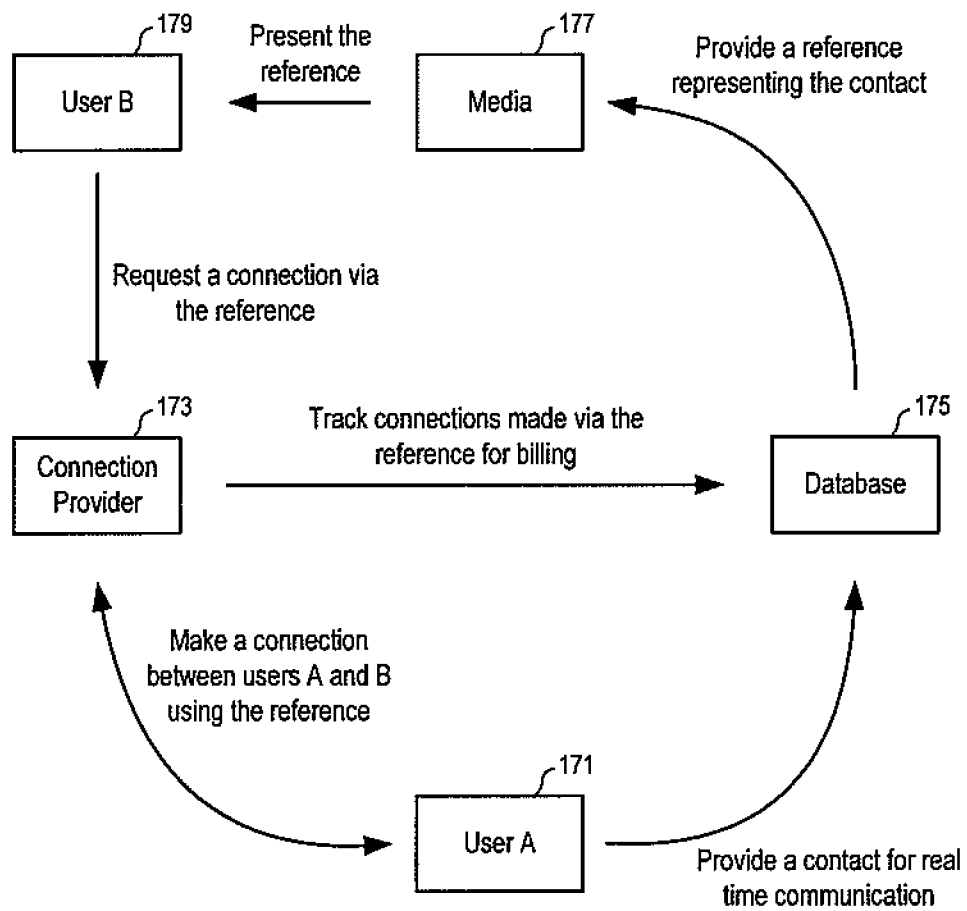 179
User B
Present the
reference
177
Media
Provide a reference
representing the contact
Request a connection via
the reference
173
Connection
Provider
Track connections made via the
reference for billing
175
Database
Make a connection
between users A and B
using the reference
171
User A
Provide a contact for real
time communication